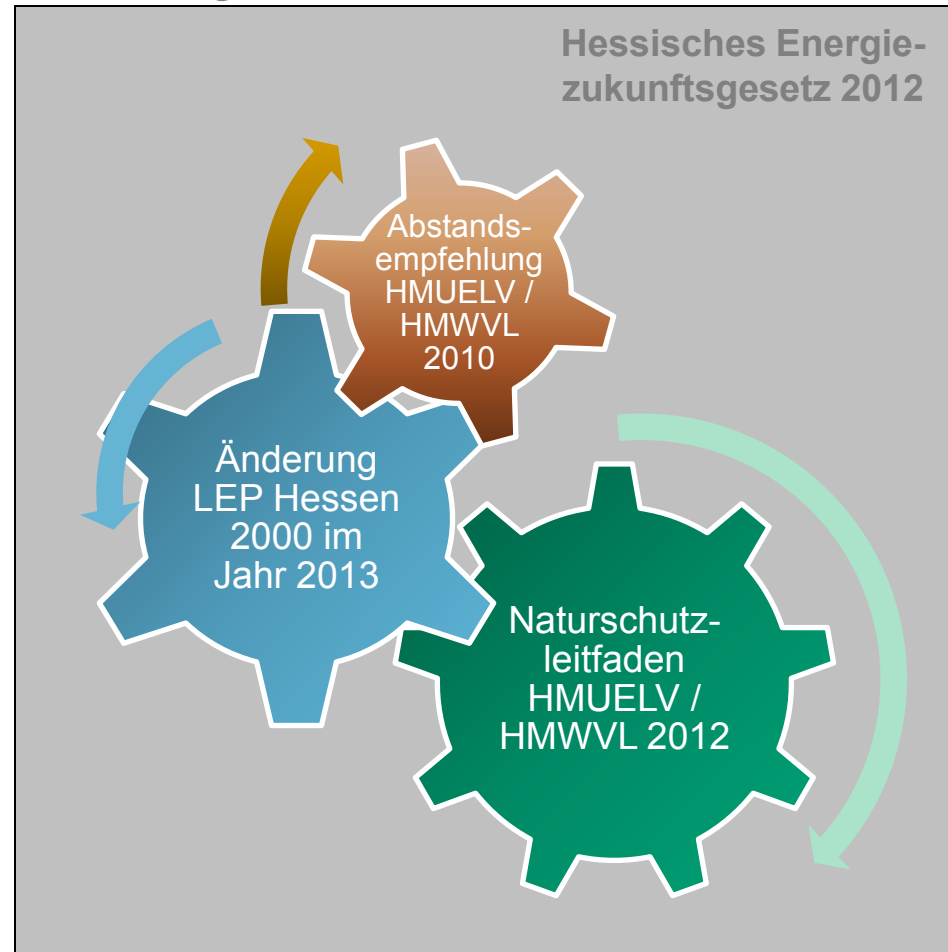 Hessisches Energie-
zukunftsgesetz 2012
Abstands-
empfehlung
HMUELV /
HMWVL
2010
Änderung
LEP Hessen
2000 im
Jahr 2013
Naturschutz-
leitfaden
HMUELV /
HMWVL 2012